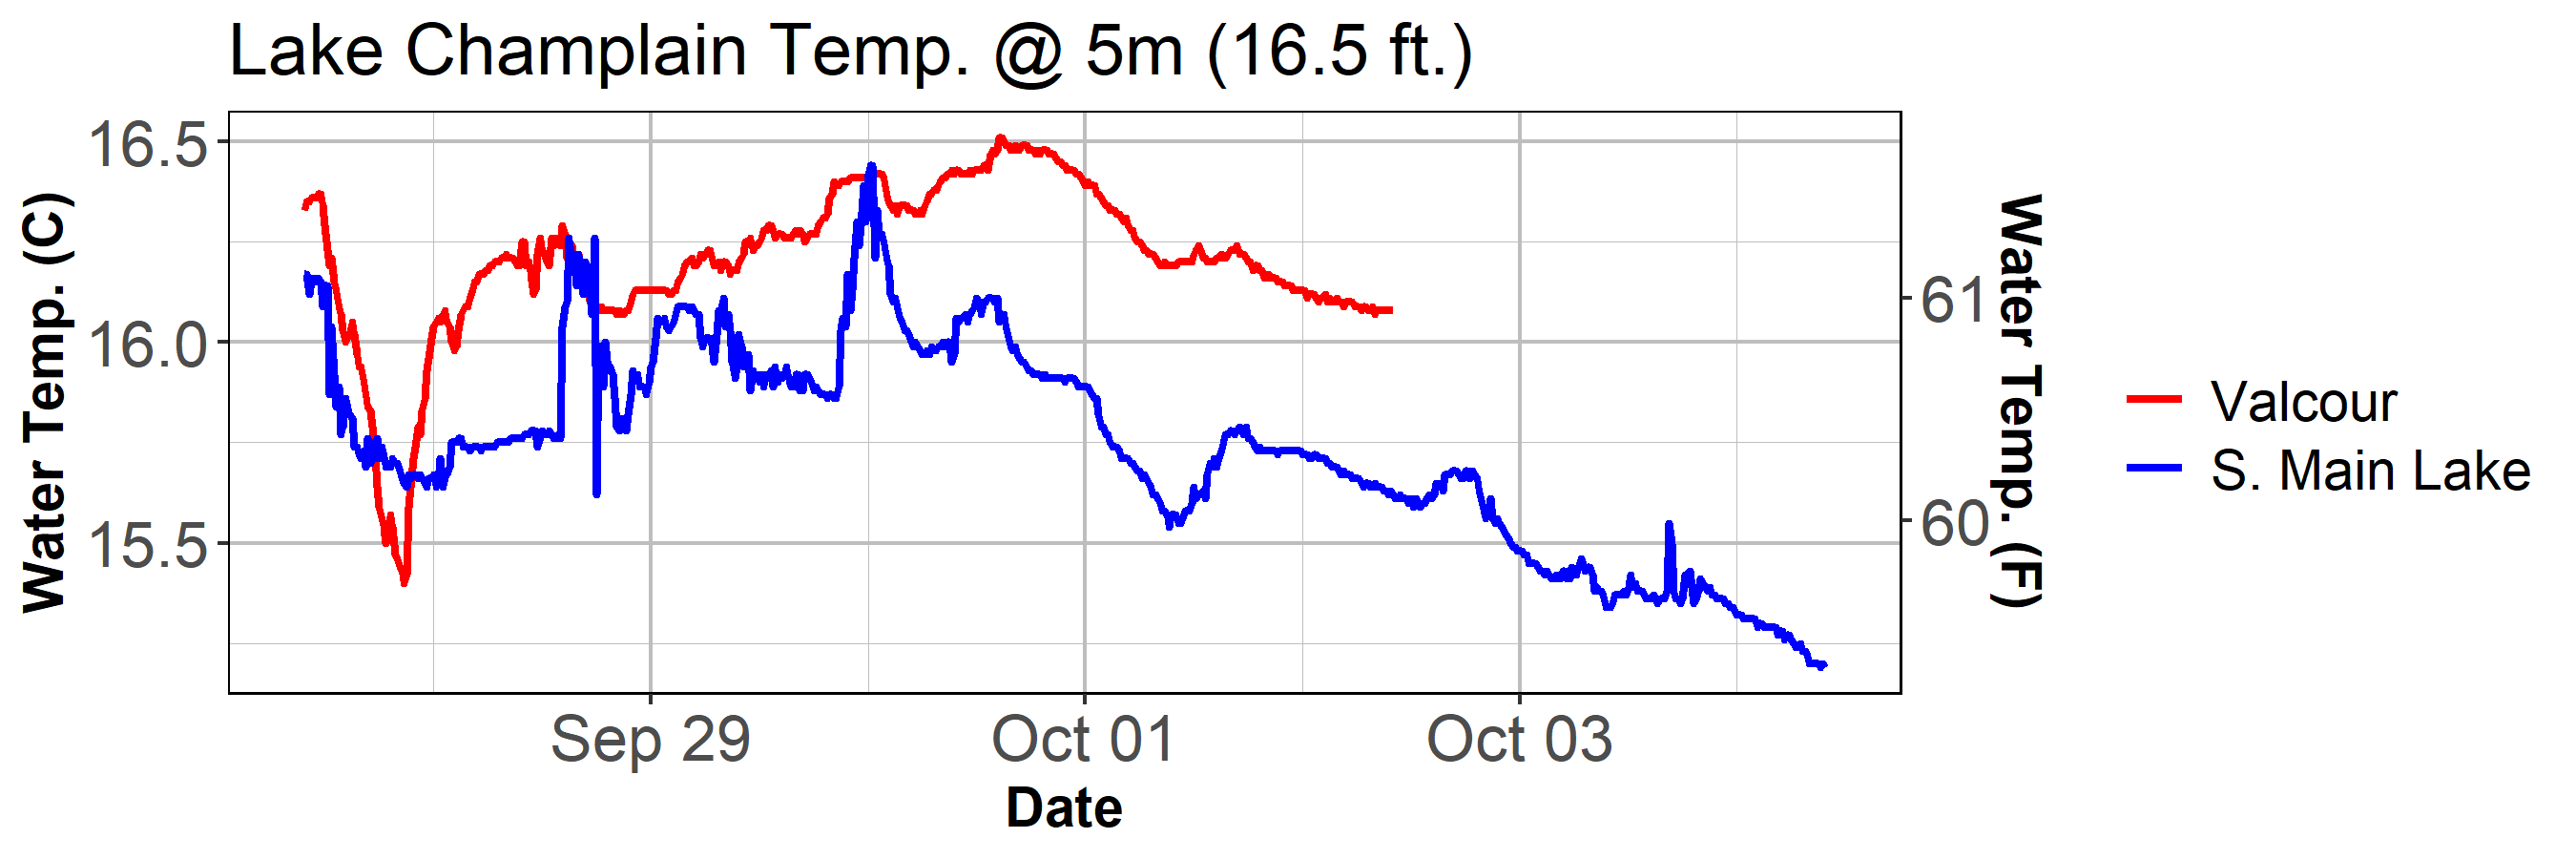 Lake Champlain Temp. @ 5m (16.5 ft.)
Water Temp. (C)
16.5
16.0
15.5
Sep 29
Oct 01
Oct 03
Date
61
60
Water Temp. (F)
Valcour
S. Main Lake